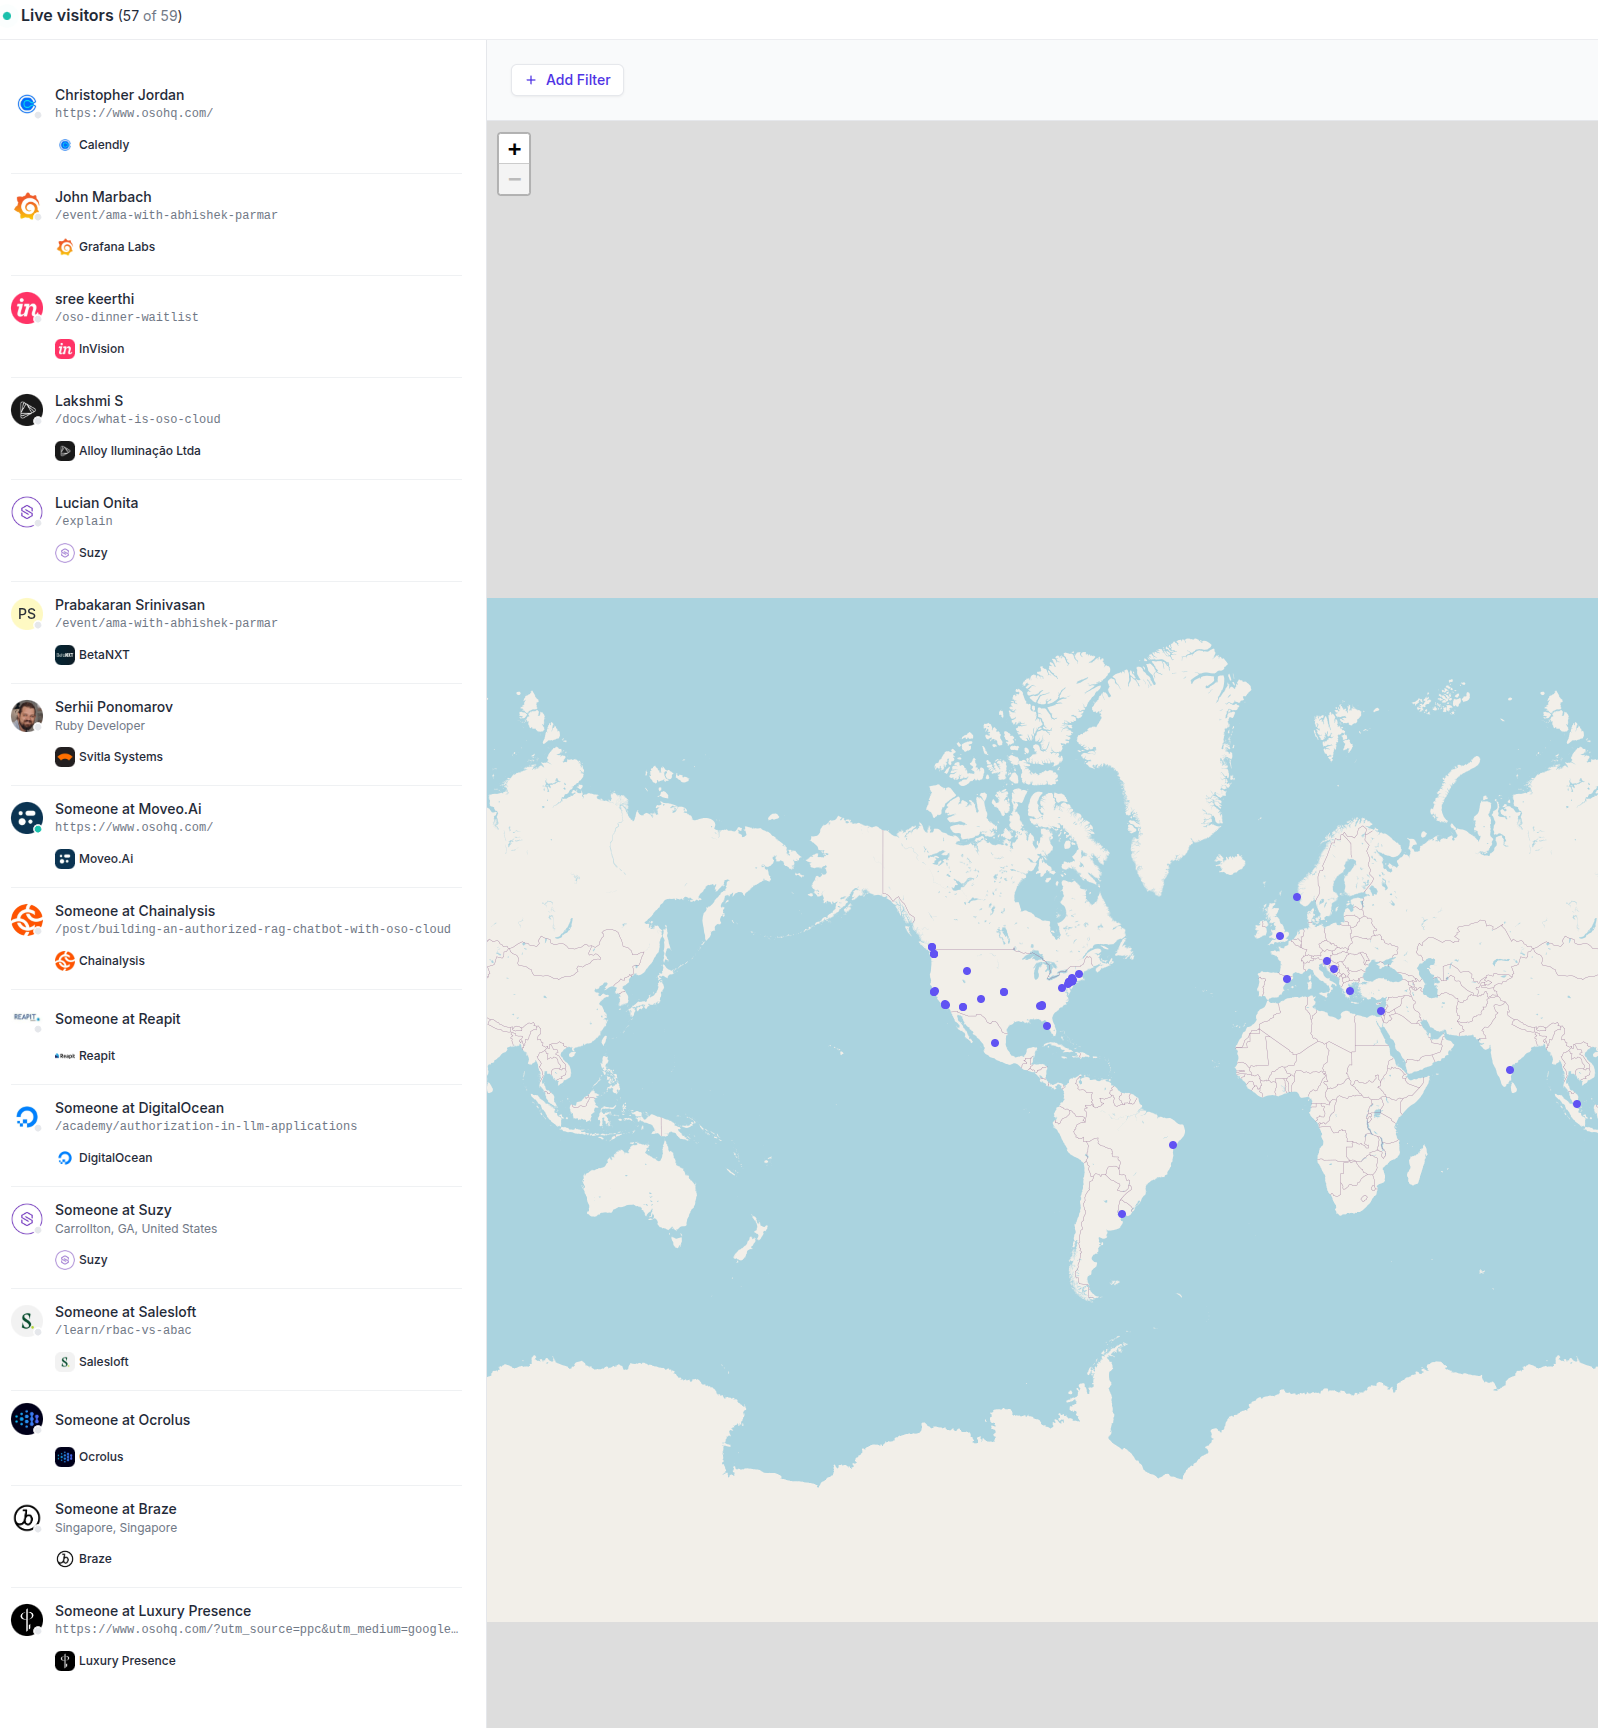 Live visitors (57 of 59)
Add Filter
+
−
Christopher Jordan
https://www.osohq.com/
Calendly
John Marbach
/event/ama-with-abhishek-parmar
Grafana Labs
in
sree keerthi
/oso-dinner-waitlist
in
InVision
Lakshmi S
/docs/what-is-oso-cloud
Alloy Iluminação Ltda
Lucian Onita
/explain
Suzy
PS
Prabakaran Srinivasan
/event/ama-with-abhishek-parmar
BetaNXT
Serhii Ponomarov
Ruby Developer
Svitla Systems
Someone at Moveo.Ai
https://www.osohq.com/
Moveo.Ai
Someone at Chainalysis
/post/building-an-authorized-rag-chatbot-with-oso-cloud
Chainalysis
REAPIT
Someone at Reapit
Reapit
Reapit
Someone at DigitalOcean
/academy/authorization-in-llm-applications
DigitalOcean
Someone at Suzy
Carrollton, GA, United States
Suzy
S.
Someone at Salesloft
/learn/rbac-vs-abac
S
Salesloft
Someone at Ocrolus
Ocrolus
b
Someone at Braze
Singapore, Singapore
b
Braze
Someone at Luxury Presence
https://www.osohq.com/?utm_source=ppc&utm_medium=google…
Luxury Presence